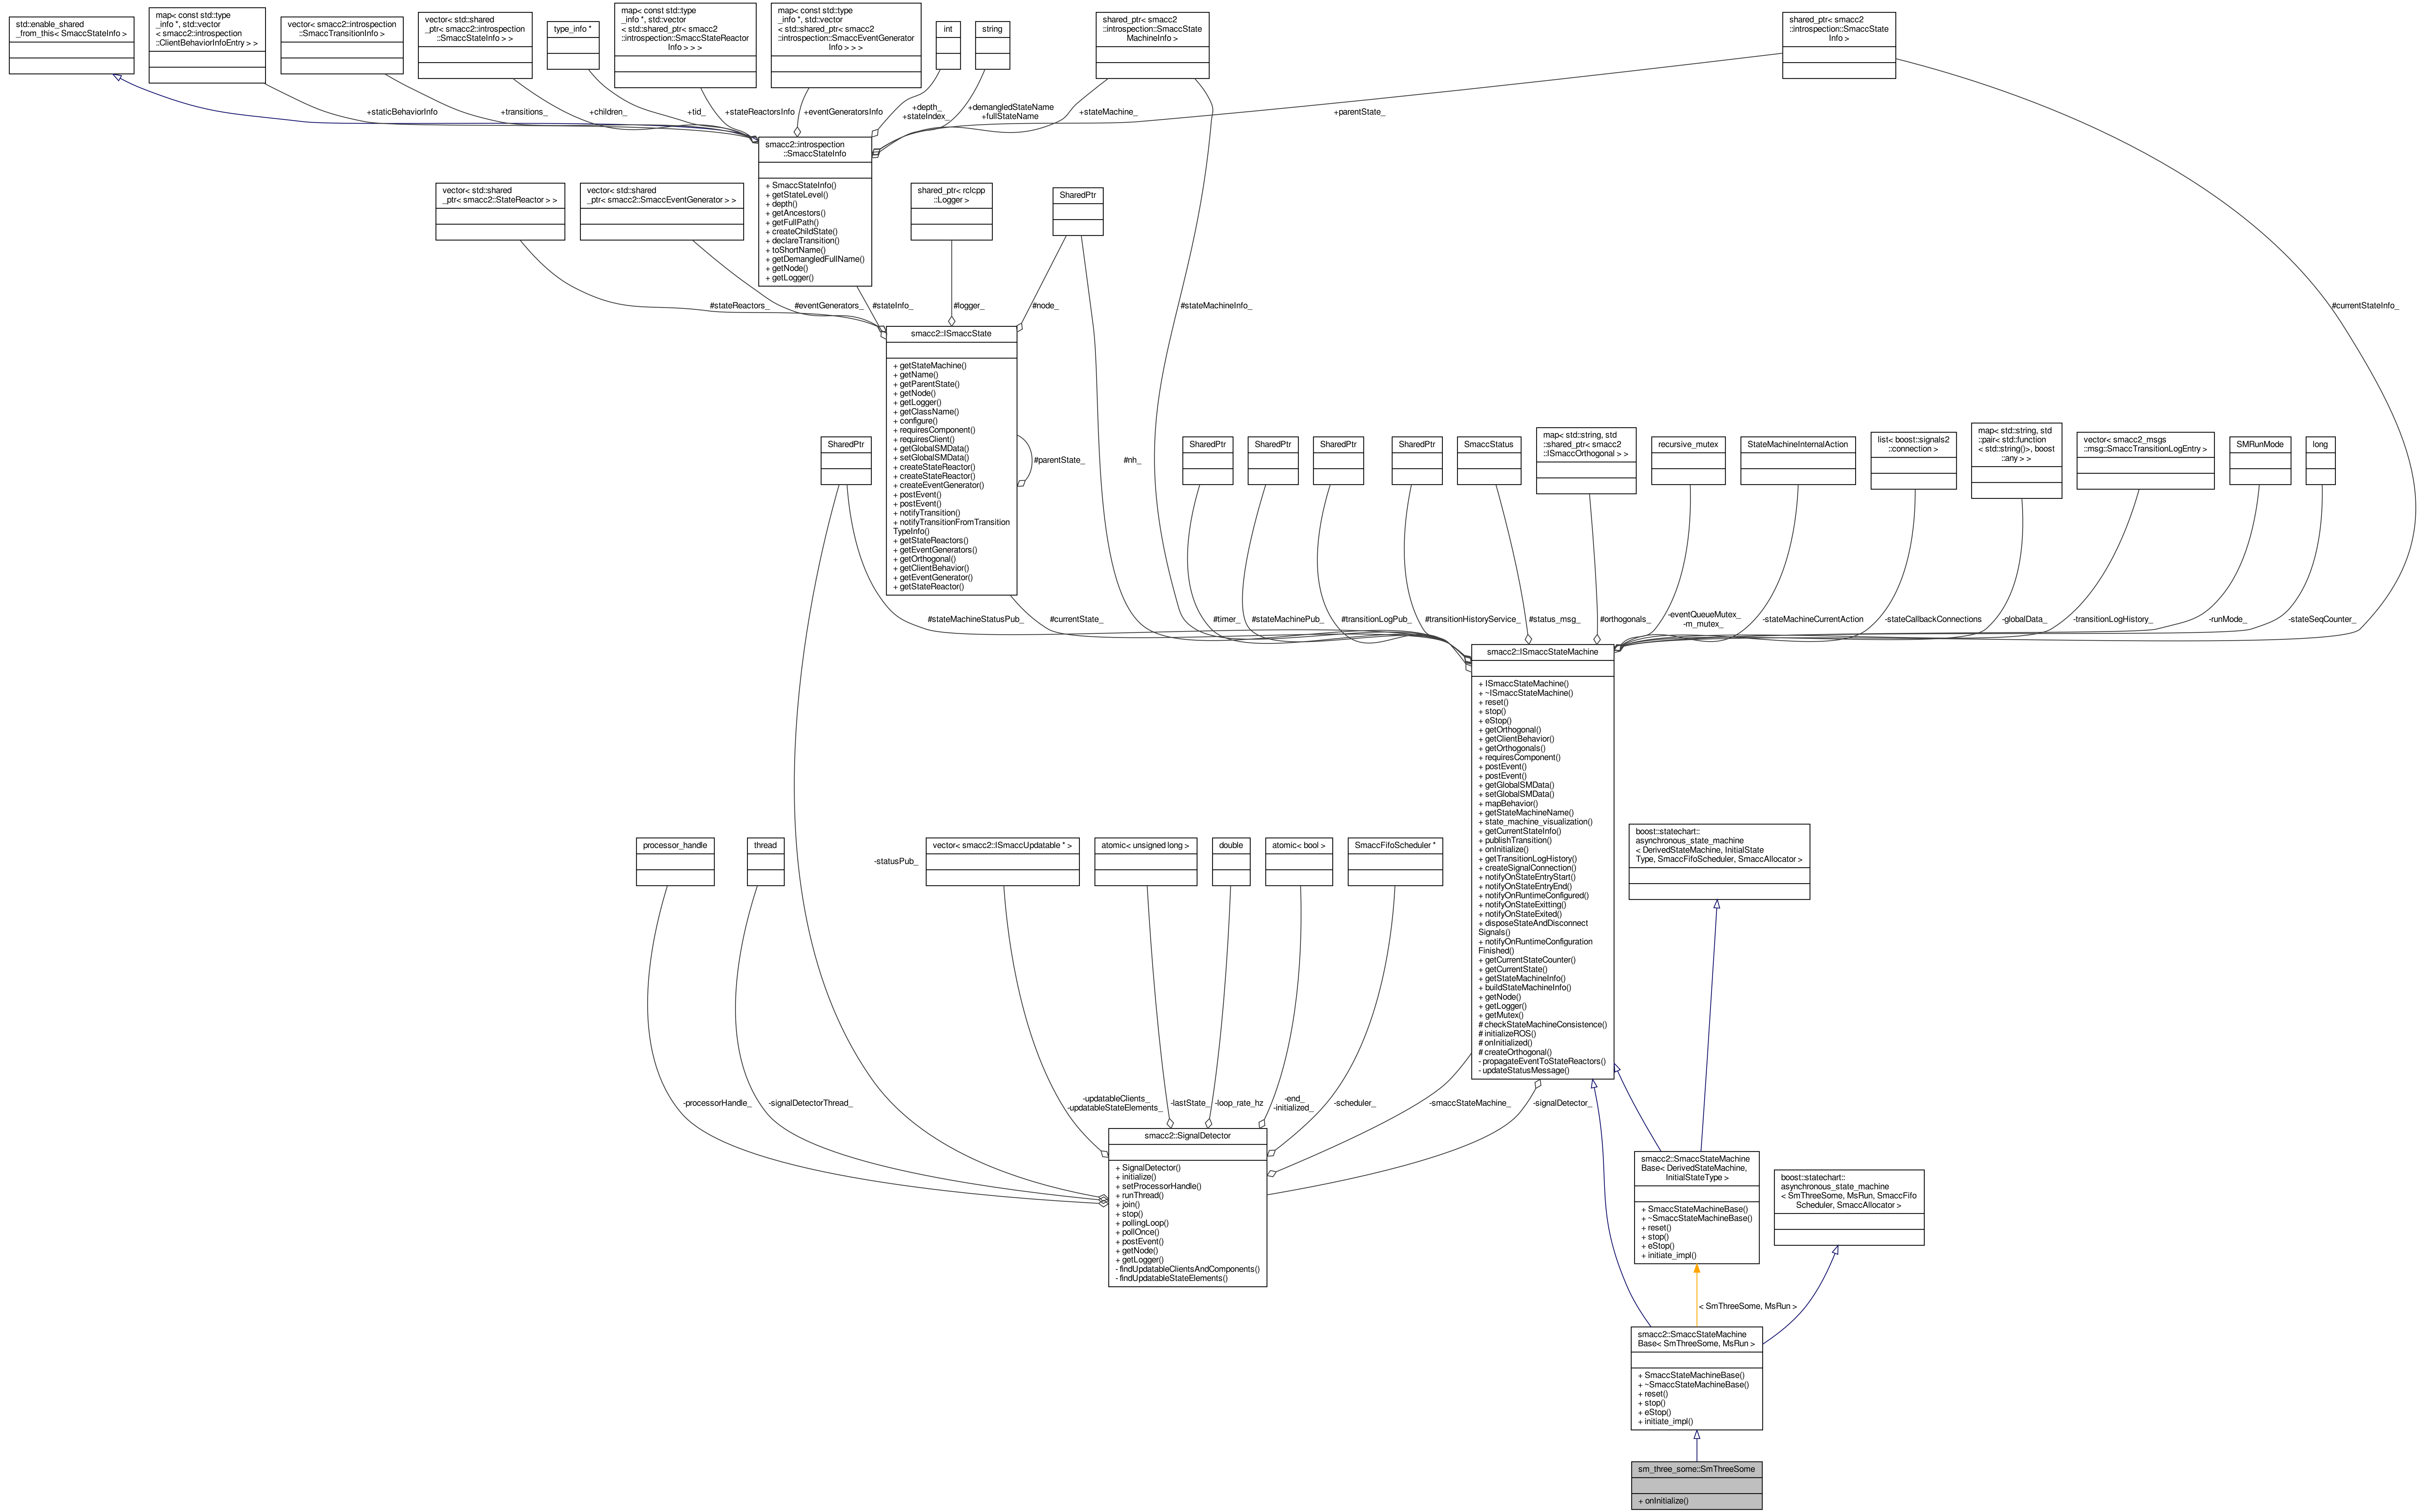 std::enable_shared
_from_this< SmaccStateInfo >
map< const std::type
_info *, std::vector
< smacc2::introspection
::ClientBehaviorInfoEntry > >
vector< smacc2::introspection
::SmaccTransitionInfo >
vector< std::shared
_ptr< smacc2::introspection
::SmaccStateInfo > >
type_info *
map< const std::type
_info *, std::vector
< std::shared_ptr< smacc2
::introspection::SmaccStateReactor
Info > > >
map< const std::type
_info *, std::vector
< std::shared_ptr< smacc2
::introspection::SmaccEventGenerator
Info > > >
int
string
shared_ptr< smacc2
::introspection::SmaccState
MachineInfo >
shared_ptr< smacc2
::introspection::SmaccState
Info >
+staticBehaviorInfo
+transitions_
+children_
+tid_
+stateReactorsInfo
+eventGeneratorsInfo
+depth_
+stateIndex_
+demangledStateName
+fullStateName
+stateMachine_
+parentState_
smacc2::introspection
::SmaccStateInfo
+ SmaccStateInfo()
+ getStateLevel()
+ depth()
+ getAncestors()
+ getFullPath()
+ createChildState()
+ declareTransition()
+ toShortName()
+ getDemangledFullName()
+ getNode()
+ getLogger()
vector< std::shared
_ptr< smacc2::StateReactor > >
vector< std::shared
_ptr< smacc2::SmaccEventGenerator > >
shared_ptr< rclcpp
::Logger >
SharedPtr
#stateReactors_
#eventGenerators_
#stateInfo_
#logger_
#node_
#stateMachineInfo_
#currentStateInfo_
smacc2::ISmaccState
+ getStateMachine()
+ getName()
+ getParentState()
+ getNode()
+ getLogger()
+ getClassName()
+ configure()
+ requiresComponent()
+ requiresClient()
+ getGlobalSMData()
+ setGlobalSMData()
+ createStateReactor()
+ createStateReactor()
+ createEventGenerator()
+ postEvent()
+ postEvent()
+ notifyTransition()
+ notifyTransitionFromTransition
TypeInfo()
+ getStateReactors()
+ getEventGenerators()
+ getOrthogonal()
+ getClientBehavior()
+ getEventGenerator()
+ getStateReactor()
#parentState_
#nh_
SharedPtr
SharedPtr
SharedPtr
SharedPtr
SharedPtr
SmaccStatus
map< std::string, std
::shared_ptr< smacc2
::ISmaccOrthogonal > >
recursive_mutex
StateMachineInternalAction
list< boost::signals2
::connection >
map< std::string, std
::pair< std::function
< std::string()>, boost
::any > >
vector< smacc2_msgs
::msg::SmaccTransitionLogEntry >
SMRunMode
long
#stateMachineStatusPub_
#currentState_
#timer_
#stateMachinePub_
#transitionLogPub_
#transitionHistoryService_
#status_msg_
#orthogonals_
-eventQueueMutex_
-m_mutex_
-stateMachineCurrentAction
-stateCallbackConnections
-globalData_
-transitionLogHistory_
-runMode_
-stateSeqCounter_
smacc2::ISmaccStateMachine
+ ISmaccStateMachine()
+ ~ISmaccStateMachine()
+ reset()
+ stop()
+ eStop()
+ getOrthogonal()
+ getClientBehavior()
+ getOrthogonals()
+ requiresComponent()
+ postEvent()
+ postEvent()
+ getGlobalSMData()
+ setGlobalSMData()
+ mapBehavior()
+ getStateMachineName()
+ state_machine_visualization()
+ getCurrentStateInfo()
+ publishTransition()
+ onInitialize()
+ getTransitionLogHistory()
+ createSignalConnection()
+ notifyOnStateEntryStart()
+ notifyOnStateEntryEnd()
+ notifyOnRuntimeConfigured()
+ notifyOnStateExitting()
+ notifyOnStateExited()
+ disposeStateAndDisconnect
Signals()
+ notifyOnRuntimeConfiguration
Finished()
+ getCurrentStateCounter()
+ getCurrentState()
+ getStateMachineInfo()
+ buildStateMachineInfo()
+ getNode()
+ getLogger()
+ getMutex()
# checkStateMachineConsistence()
# initializeROS()
# onInitialized()
# createOrthogonal()
- propagateEventToStateReactors()
- updateStatusMessage()
processor_handle
thread
-statusPub_
vector< smacc2::ISmaccUpdatable * >
atomic< unsigned long >
double
atomic< bool >
SmaccFifoScheduler *
boost::statechart::
asynchronous_state_machine
< DerivedStateMachine, InitialState
Type, SmaccFifoScheduler, SmaccAllocator >
-processorHandle_
-signalDetectorThread_
-updatableClients_
-updatableStateElements_
-lastState_
-loop_rate_hz
-end_
-initialized_
-scheduler_
-smaccStateMachine_
-signalDetector_
smacc2::SignalDetector
+ SignalDetector()
+ initialize()
+ setProcessorHandle()
+ runThread()
+ join()
+ stop()
+ pollingLoop()
+ pollOnce()
+ postEvent()
+ getNode()
+ getLogger()
- findUpdatableClientsAndComponents()
- findUpdatableStateElements()
smacc2::SmaccStateMachine
Base< DerivedStateMachine,
InitialStateType >
+ SmaccStateMachineBase()
+ ~SmaccStateMachineBase()
+ reset()
+ stop()
+ eStop()
+ initiate_impl()
boost::statechart::
asynchronous_state_machine
< SmThreeSome, MsRun, SmaccFifo
Scheduler, SmaccAllocator >
< SmThreeSome, MsRun >
smacc2::SmaccStateMachine
Base< SmThreeSome, MsRun >
+ SmaccStateMachineBase()
+ ~SmaccStateMachineBase()
+ reset()
+ stop()
+ eStop()
+ initiate_impl()
sm_three_some::SmThreeSome
+ onInitialize()